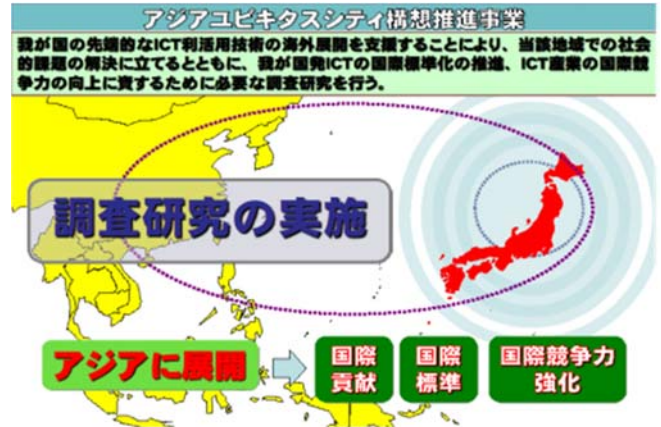 アジアユビキタスシティ構想推進事業
我が国の先端的なICT利活用技術の海外展開を支援することにより、当該地域での社会
的課題の解決に立てるとともに、我が国発ICTの国際標準化の推進、ICT産業の国際競
争力の向上に資するために必要な調査研究を行う。
調査研究の実施
アジアに展開
国際
貢献
国際
標準
国際競争力
強化